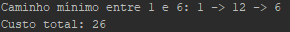 Caminho mínimo entre 1 e 6: 1 -> 12 -> 6
Custo total: 26